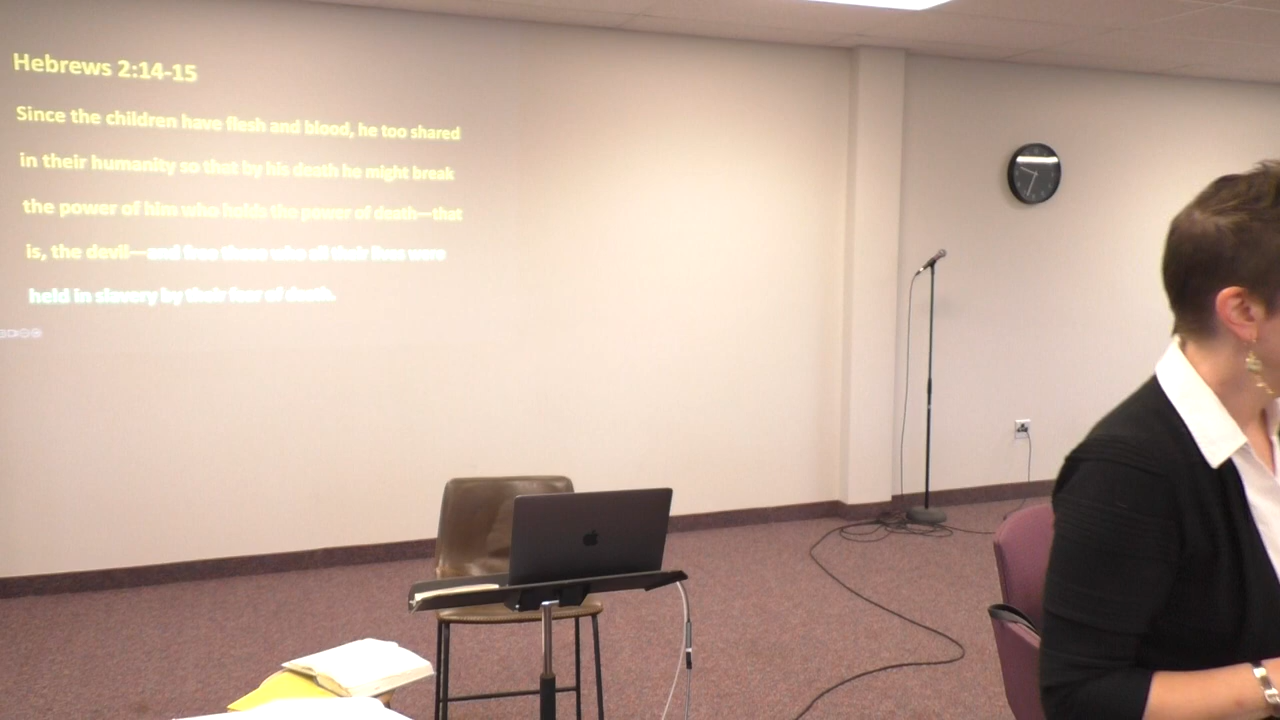 Hebrews 2:14-15
Since the children have flesh and blood, he too shared
in their humanity so that by his death he might break
the power of him who holds the power of death—that
is, the devil—and free those who all their lives were
held in slavery by their fear of death.